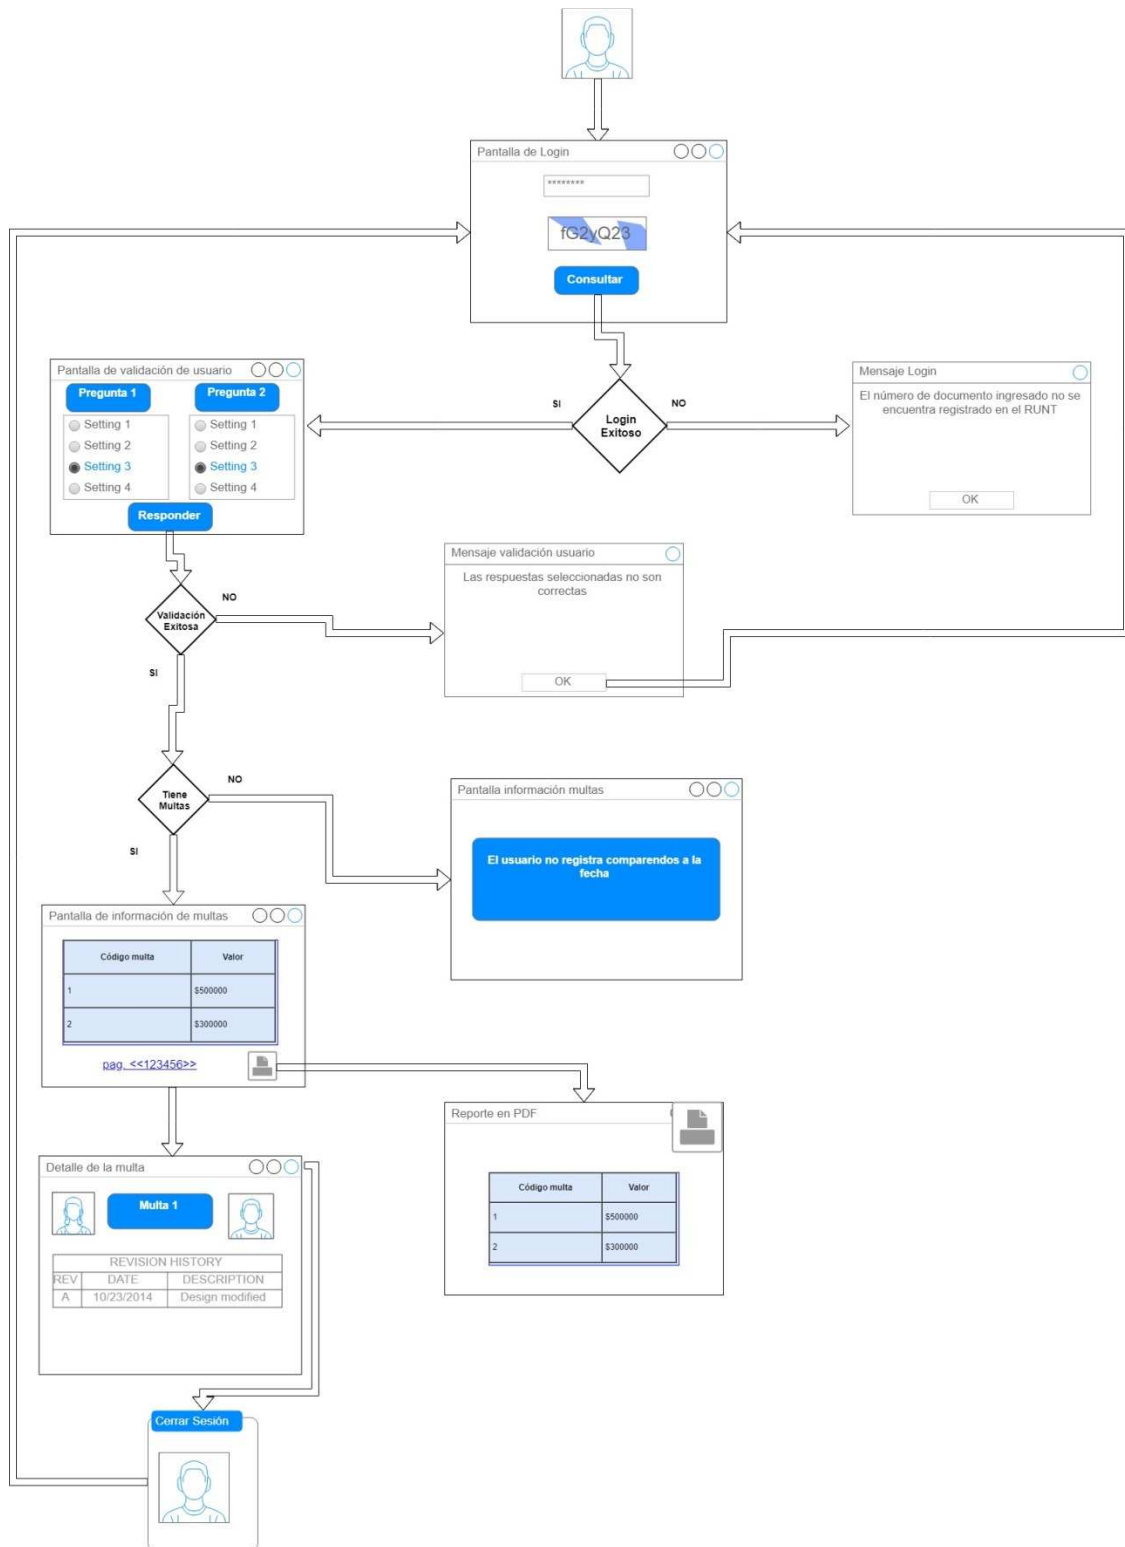 Pantalla de Login
********
fG2yQ23
Consultar
Pantalla de validación de usuario
Pregunta 1
Pregunta 2
Setting 1
Setting 2
Setting 3
Setting 4
Setting 1
Setting 2
Setting 3
Setting 4
Responder
SI
Login
Exitoso
NO
Mensaje Login
El número de documento ingresado no se
encuentra registrado en el RUNT
OK
Validación
Exitosa
NO
SI
Mensaje validación usuario
Las respuestas seleccionadas no son
correctas
OK
Tiene
Multas
NO
SI
Pantalla información multas
El usuario no registra comparendos a la
fecha
Pantalla de información de multas
Código multa Valor
1 $500000
2 $300000
pag. <<123456>>
Reporte en PDF
Código multa Valor
1 $500000
2 $300000
Detalle de la multa
Multa 1
REVISION HISTORY
REV DATE DESCRIPTION
A 10/23/2014 Design modified
Cerrar Sesión